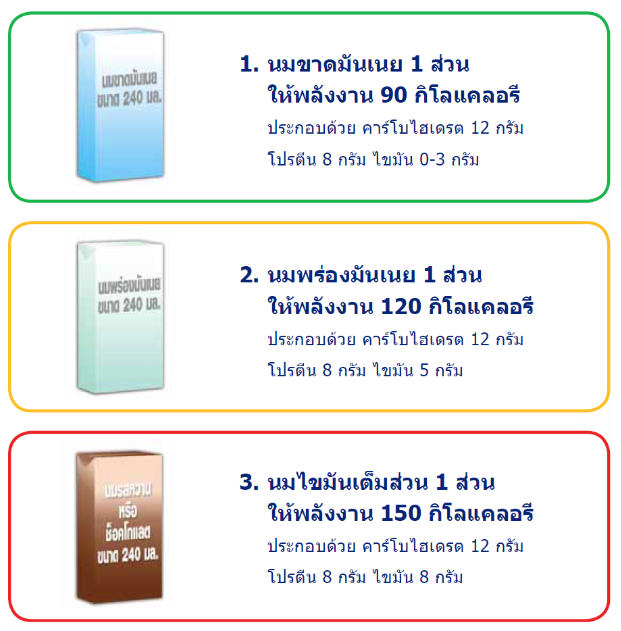 นมขาดมันเนย
ขนาด 240 มล.
1. นมขาดมันเนย 1 ส่วน
ให้พลังงาน 90 กิโลแคลอรี
ประกอบด้วย คาร์โบไฮเดรต 12 กรัม
โปรตีน 8 กรัม ไขมัน 0-3 กรัม
นมพร่องมันเนย
ขนาด 240 มล.
2. นมพร่องมันเนย 1 ส่วน
ให้พลังงาน 120 กิโลแคลอรี
ประกอบด้วย คาร์โบไฮเดรต 12 กรัม
โปรตีน 8 กรัม ไขมัน 5 กรัม
นมรสหวาน
หรือ
ช็อคโกแลต
ขนาด 240 มล.
3. นมไขมันเต็มส่วน 1 ส่วน
ให้พลังงาน 150 กิโลแคลอรี
ประกอบด้วย คาร์โบไฮเดรต 12 กรัม
โปรตีน 8 กรัม ไขมัน 8 กรัม